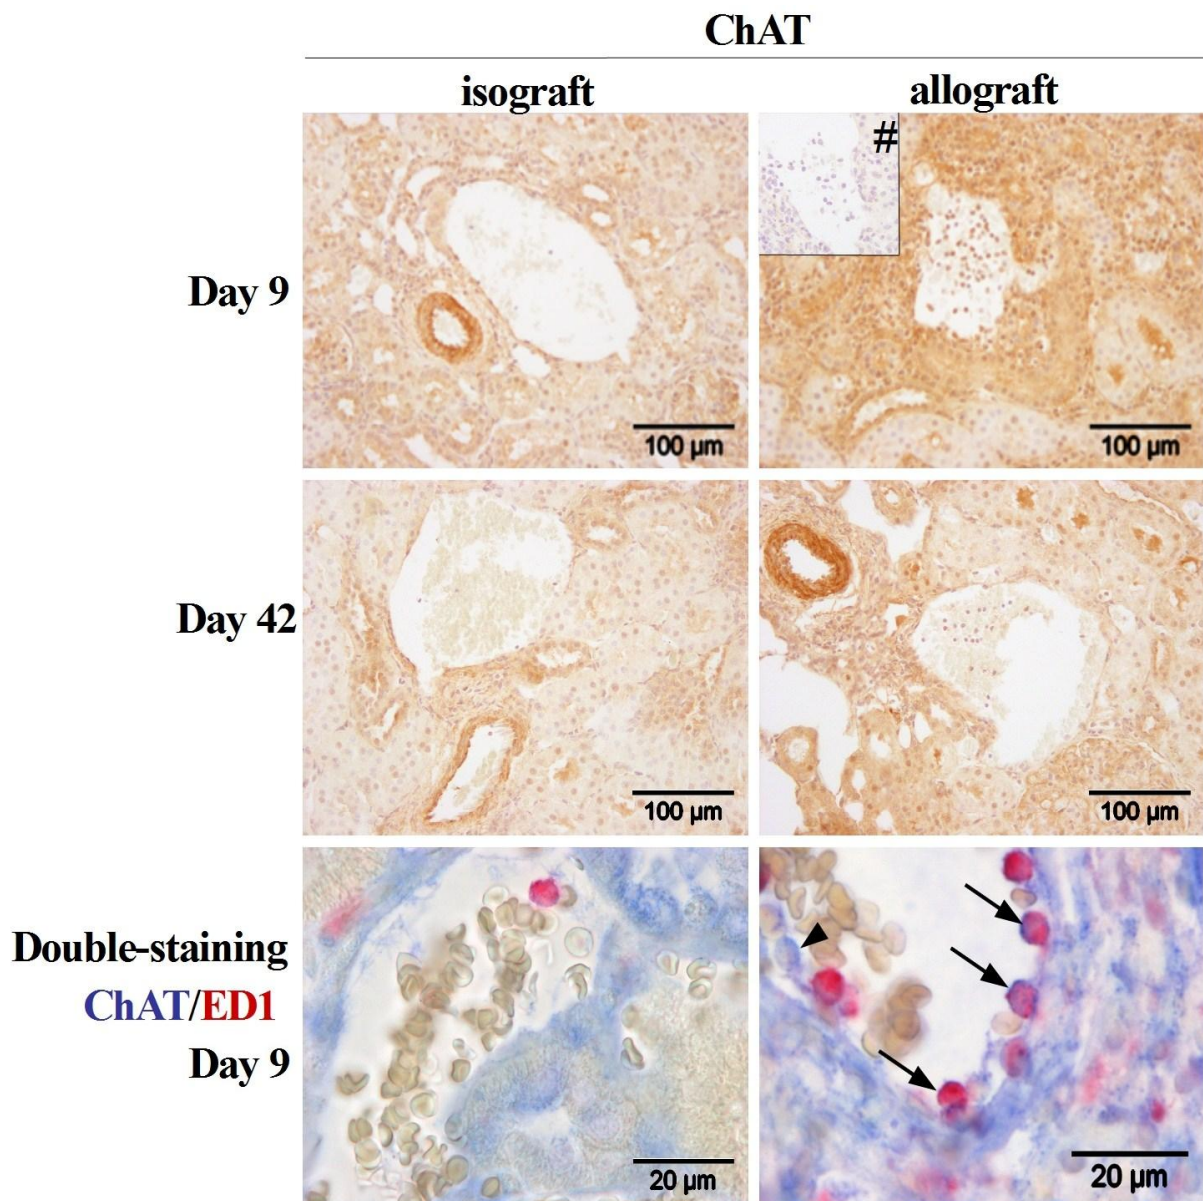 ChAT
isograft
allograft
#
Day 9
100 µm
100 µm
Day 42
100 µm
100 µm
Double-staining
ChAT/ED1
Day 9
20 µm
20 µm